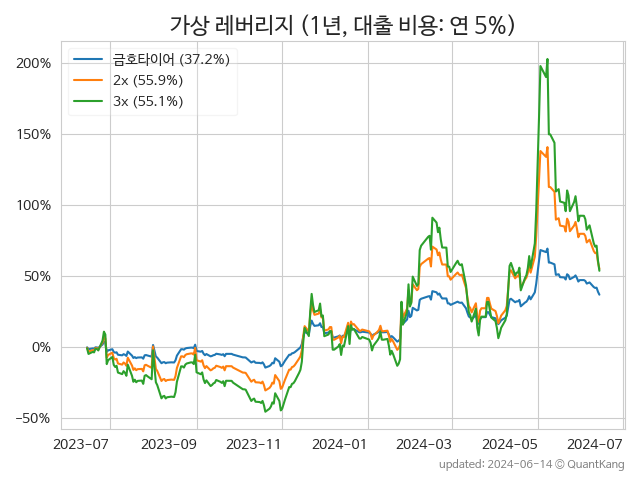 가상 레버리지 (1년, 대출 비용: 연 5%)
금호타이어 (37.2%)
2x (55.9%)
3x (55.1%)
200%
150%
100%
50%
0%
−50%
2023-07 2023-09 2023-11 2024-01 2024-03 2024-05 2024-07
updated: 2024-06-14 © QuantKang